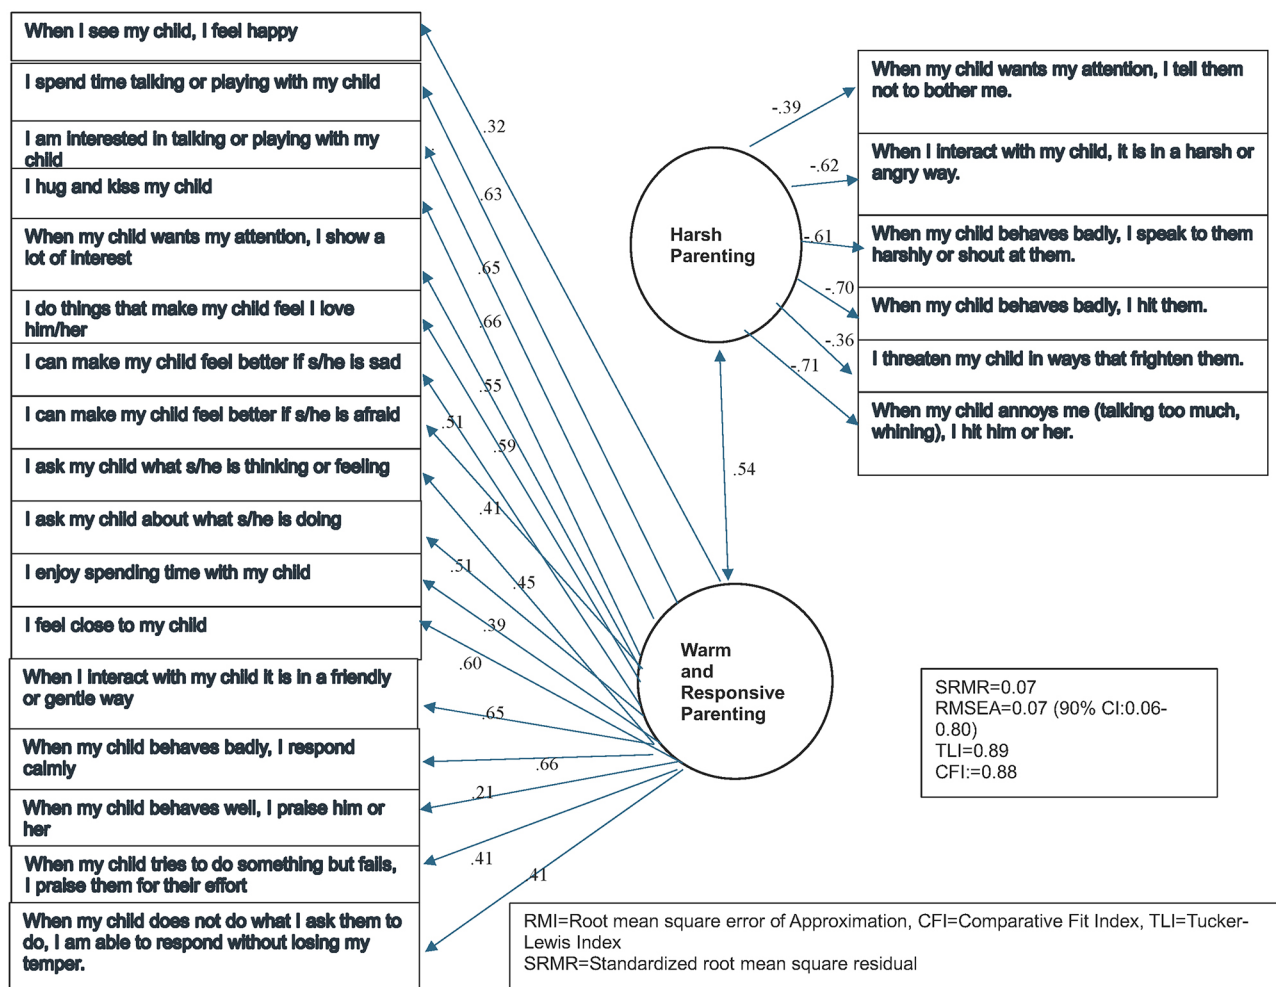 When I see my child, I feel happy
I spend time talking or playing with my child
I am interested in talking or playing with my
child
I hug and kiss my child
When my child wants my attention, I show a
lot of interest
I do things that make my child feel I love
him/her
I can make my child feel better if s/he is sad
I can make my child feel better if s/he is afraid
I ask my child what s/he is thinking or feeling
I ask my child about what s/he is doing
I enjoy spending time with my child
I feel close to my child
When I interact with my child it is in a friendly
or gentle way
When my child behaves badly, I respond
calmly
When my child behaves well, I praise him or
her
When my child tries to do something but fails,
I praise them for their effort
When my child does not do what I ask them to
do, I am able to respond without losing my
temper.
.32
.63
.65
.66
.55
.51
.59
.41
.51
.45
.39
.60
.65
.66
.21
.41
.41
Harsh
Parenting
.54
Warm
and
Responsive
Parenting
-.39
-.62
-.61
-.70
-.36
-.71
When my child wants my attention, I tell them
not to bother me.
When I interact with my child, it is in a harsh or
angry way.
When my child behaves badly, I speak to them
harshly or shout at them.
When my child behaves badly, I hit them.
I threaten my child in ways that frighten them.
When my child annoys me (talking too much,
whining), I hit him or her.
SRMR=0.07
RMSEA=0.07 (90% CI:0.06-
0.80)
TLI=0.89
CFI:=0.88
RMI=Root mean square error of Approximation, CFI=Comparative Fit Index, TLI=Tucker-
Lewis Index
SRMR=Standardized root mean square residual